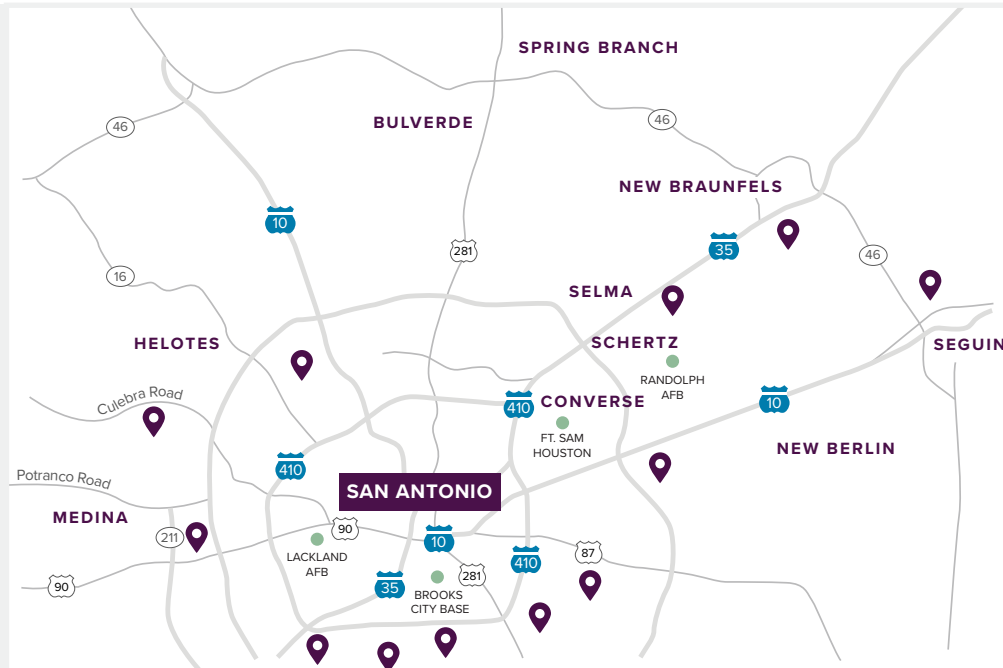 SPRING BRANCH
BULVERDE
46
46
NEW BRAUNFELS
10
281
35
46
16
SELMA
HELOTES
SCHERTZ
SEGUIN
RANDOLPH
AFB
Culebra Road
410
CONVERSE
10
FT. SAM
HOUSTON
NEW BERLIN
410
Potranco Road
SAN ANTONIO
MEDINA
90
211
10
87
LACKLAND
AFB
410
281
90
35
BROOKS
CITY BASE